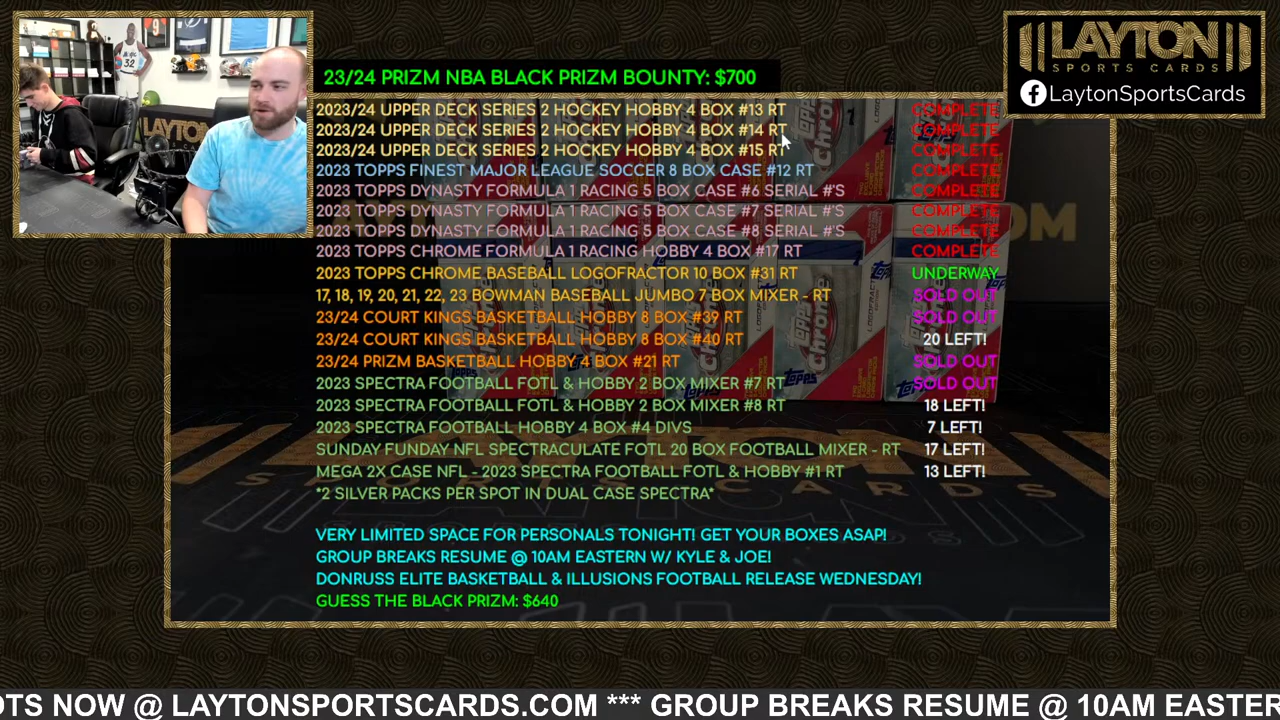 23/24 PRIZM NBA BLACK PRIZM BOUNTY: $700
LAYTON
SPORTS CARDS
LaytonSportsCards
2023/24 UPPER DECK SERIES 2 HOCKEY HOBBY 4 BOX #13 RT COMPLETE
2023/24 UPPER DECK SERIES 2 HOCKEY HOBBY 4 BOX #14 RT COMPLETE
2023/24 UPPER DECK SERIES 2 HOCKEY HOBBY 4 BOX #15 RT COMPLETE
2023 TOPPS FINEST MAJOR LEAGUE SOCCER 8 BOX CASE #12 RT COMPLETE
2023 TOPPS DYNASTY FORMULA 1 RACING 5 BOX CASE #6 SERIAL #'S COMPLETE
2023 TOPPS DYNASTY FORMULA 1 RACING 5 BOX CASE #7 SERIAL #'S COMPLETE
2023 TOPPS DYNASTY FORMULA 1 RACING 5 BOX CASE #8 SERIAL #'S COMPLETE
2023 TOPPS CHROME FORMULA 1 RACING HOBBY 4 BOX #17 RT COMPLETE
2023 TOPPS CHROME BASEBALL LOGOFRACTOR 10 BOX #31 RT UNDERWAY
17, 18, 19, 20, 21, 22, 23 BOWMAN BASEBALL JUMBO 7 BOX MIXER - RT SOLD OUT
23/24 COURT KINGS BASKETBALL HOBBY 8 BOX #39 RT SOLD OUT
23/24 COURT KINGS BASKETBALL HOBBY 8 BOX #40 RT 20 LEFT!
23/24 PRIZM BASKETBALL HOBBY 4 BOX #21 RT SOLD OUT
2023 SPECTRA FOOTBALL FOTL & HOBBY 2 BOX MIXER #7 RT SOLD OUT
2023 SPECTRA FOOTBALL FOTL & HOBBY 2 BOX MIXER #8 RT 18 LEFT!
2023 SPECTRA FOOTBALL HOBBY 4 BOX #4 DIVS 7 LEFT!
SUNDAY FUNDAY NFL SPECTRACULATE FOTL 20 BOX FOOTBALL MIXER - RT 17 LEFT!
MEGA 2X CASE NFL - 2023 SPECTRA FOOTBALL FOTL & HOBBY #1 RT 13 LEFT!
*2 SILVER PACKS PER SPOT IN DUAL CASE SPECTRA*
VERY LIMITED SPACE FOR PERSONALS TONIGHT! GET YOUR BOXES ASAP!
GROUP BREAKS RESUME @ 10AM EASTERN W/ KYLE & JOE!
DONRUSS ELITE BASKETBALL & ILLUSIONS FOOTBALL RELEASE WEDNESDAY!
GUESS THE BLACK PRIZM: $640
OTS NOW @ LAYTONSPORTSCARDS.COM *** GROUP BREAKS RESUME @ 10AM EASTER